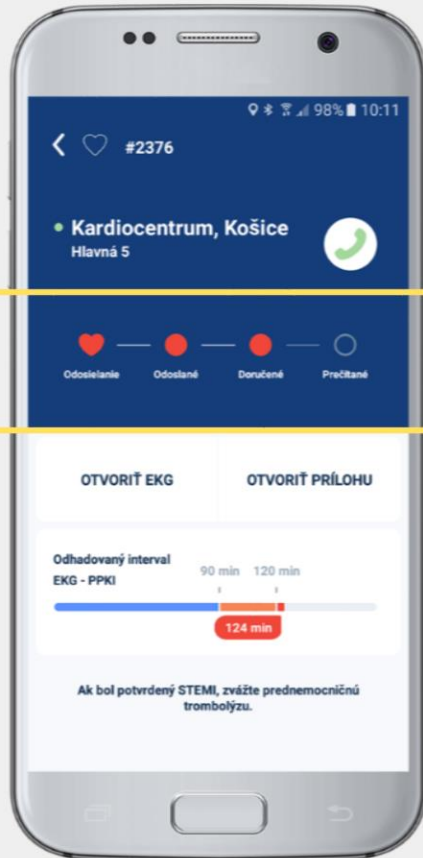 98% 10:11
#2376
Kardiocentrum, Košice
Hlavná 5
Odosielanie Odoslané Doručené Prečítané
OTVORIŤ EKG OTVORIŤ PRÍLOHU
Odhadovaný interval
EKG - PPKI
90 min 120 min
124 min
Ak bol potvrdený STEMI, zvážte prednemocničnú
trombolýzu.